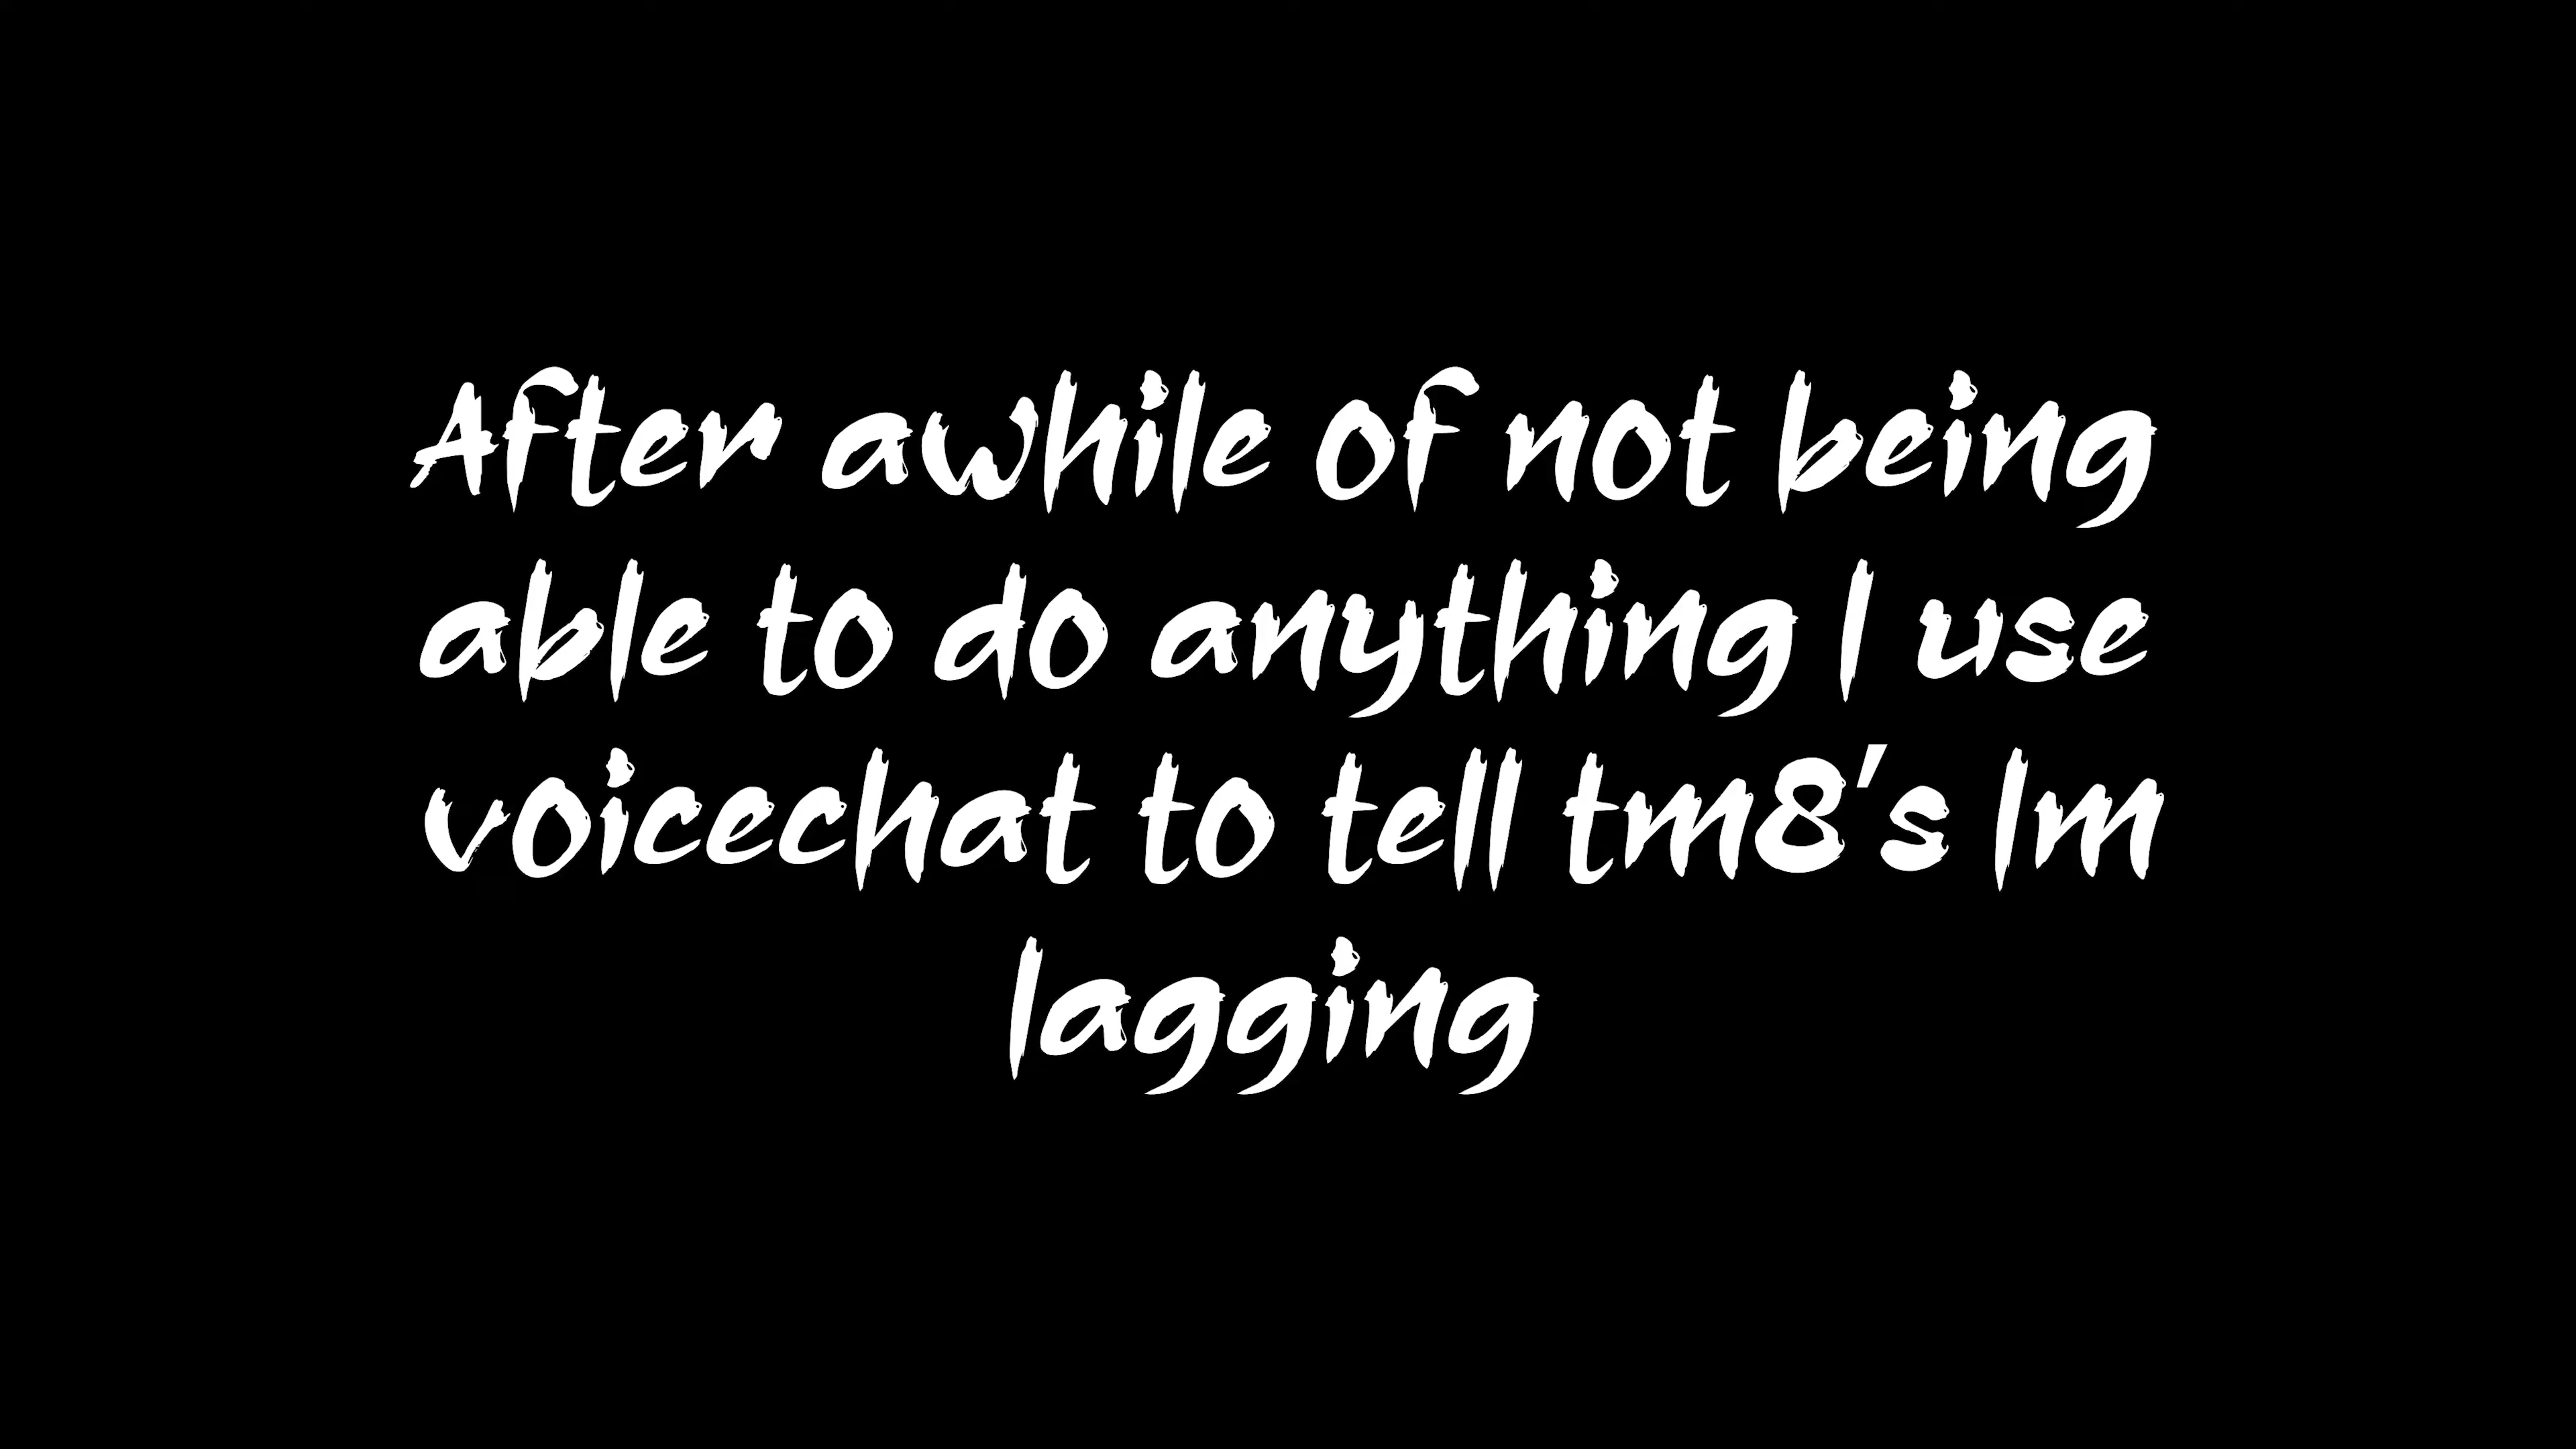 After awhile of not being
able to do anything I use
voicechat to tell tm8's Im
lagging